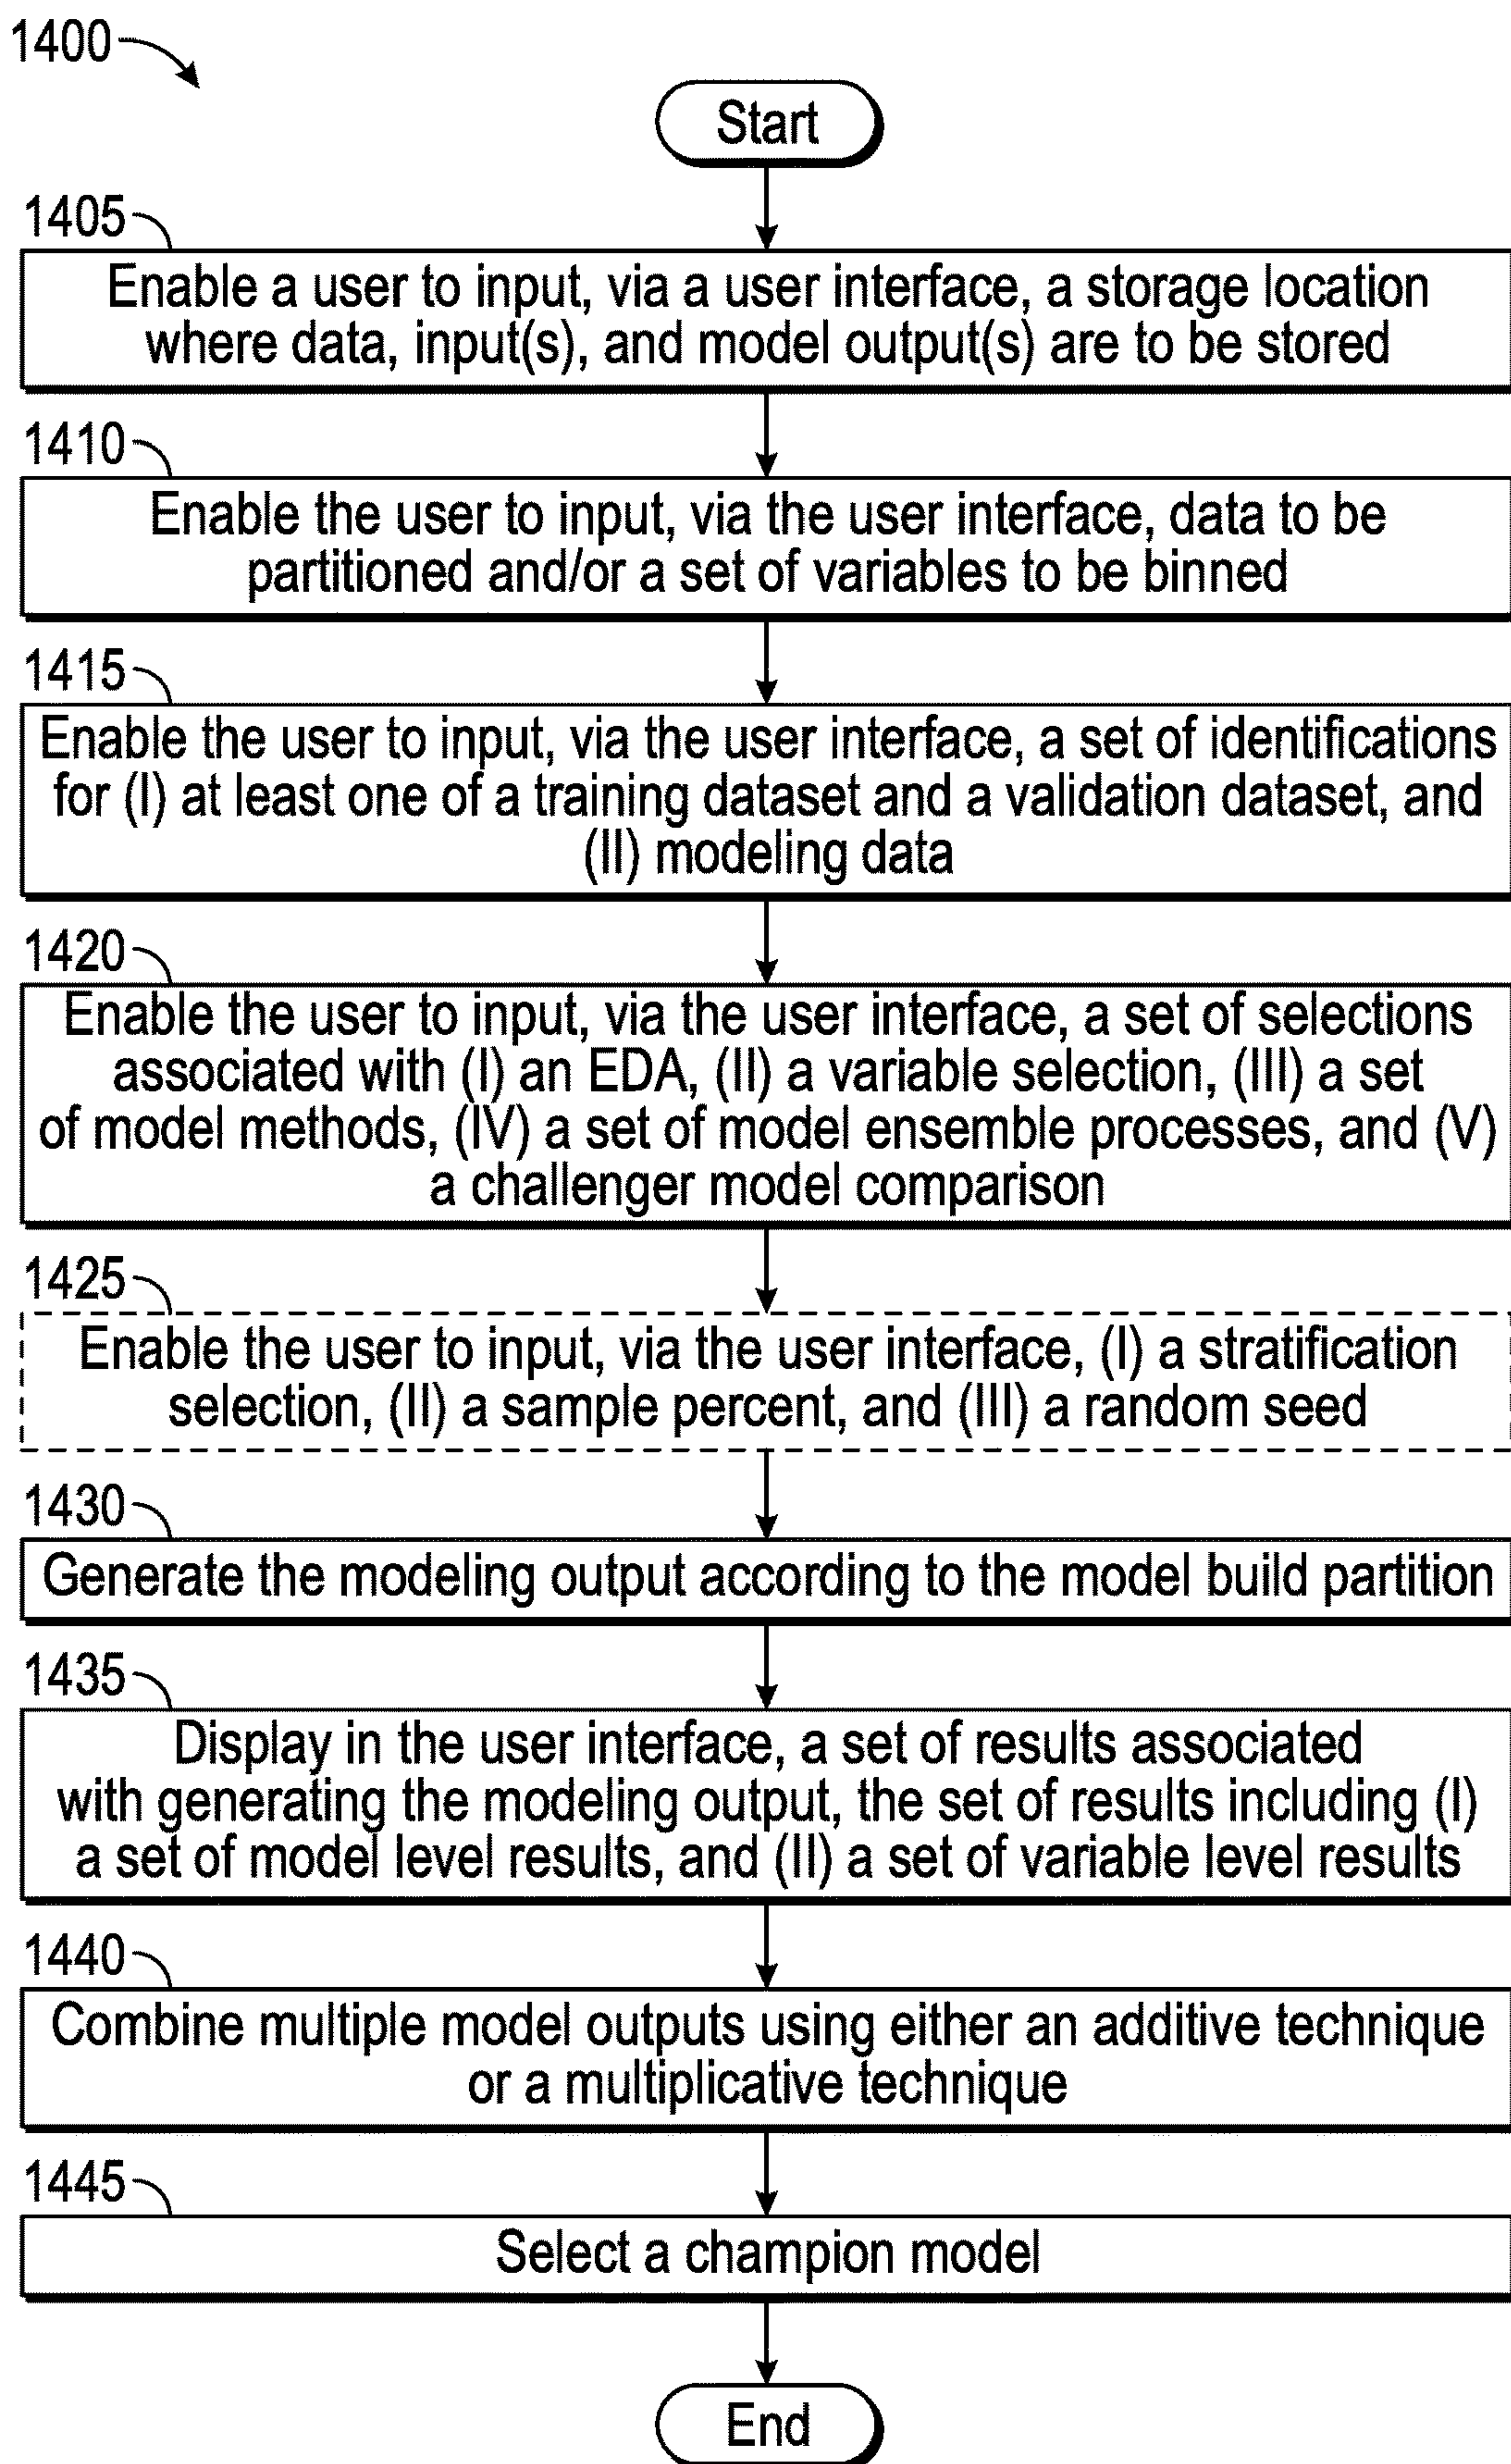 1400
Start
1405
Enable a user to input, via a user interface, a storage location
where data, input(s), and model output(s) are to be stored
1410
Enable the user to input, via the user interface, data to be
partitioned and/or a set of variables to be binned
1415
Enable the user to input, via the user interface, a set of identifications
for (I) at least one of a training dataset and a validation dataset, and
(II) modeling data
1420
Enable the user to input, via the user interface, a set of selections
associated with (I) an EDA, (II) a variable selection, (III) a set
of model methods, (IV) a set of model ensemble processes, and (V)
a challenger model comparison
1425
Enable the user to input, via the user interface, (I) a stratification
selection, (II) a sample percent, and (III) a random seed
1430
Generate the modeling output according to the model build partition
1435
Display in the user interface, a set of results associated
with generating the modeling output, the set of results including (I)
a set of model level results, and (II) a set of variable level results
1440
Combine multiple model outputs using either an additive technique
or a multiplicative technique
1445
Select a champion model
End